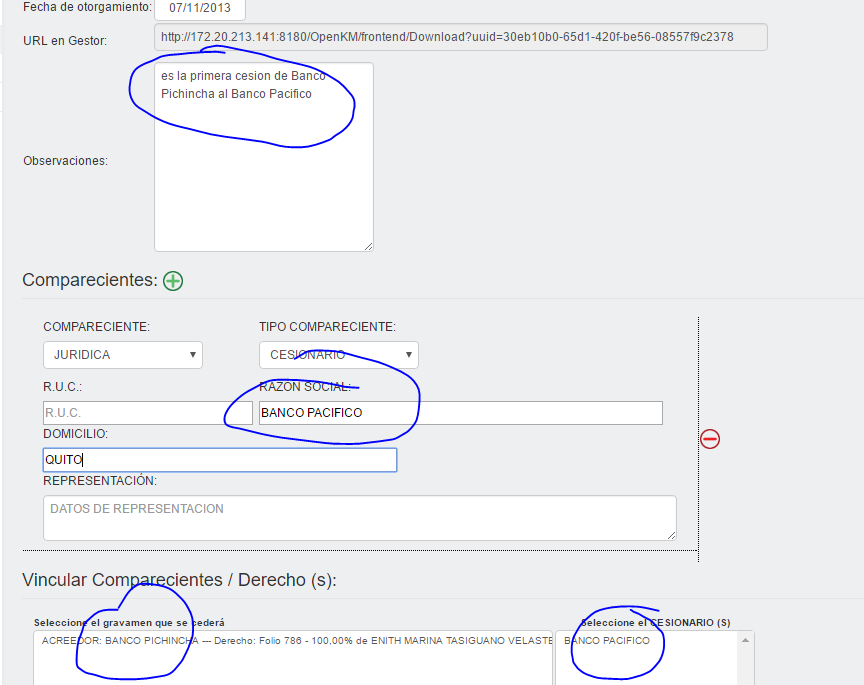 Fecha de otorgamiento: 07/11/2013
URL en Gestor: http://172.20.213.141:8180/OpenKM/frontend/Download?uuid=30eb10b0-65d1-420f-be56-08557f9c2378
es la primera cesion de Banco
Pichincha al Banco Pacifico
Observaciones:
Comparecientes:
COMPARECIENTE: TIPO COMPARECIENTE:
JURIDICA CESIONARIO
R.U.C.: RAZON SOCIAL:
R.U.C. BANCO PACIFICO
DOMICILIO:
QUITO
REPRESENTACIÓN:
DATOS DE REPRESENTACION
Vincular Comparecientes / Derecho (s):
Seleccione el gravamen que se cederá Seleccione el CESIONARIO (S)
ACREEDOR: BANCO PICHINCHA --- Derecho: Folio 786 - 100,00% de ENITH MARINA TASIGUANO VELASTE BANCO PACIFICO